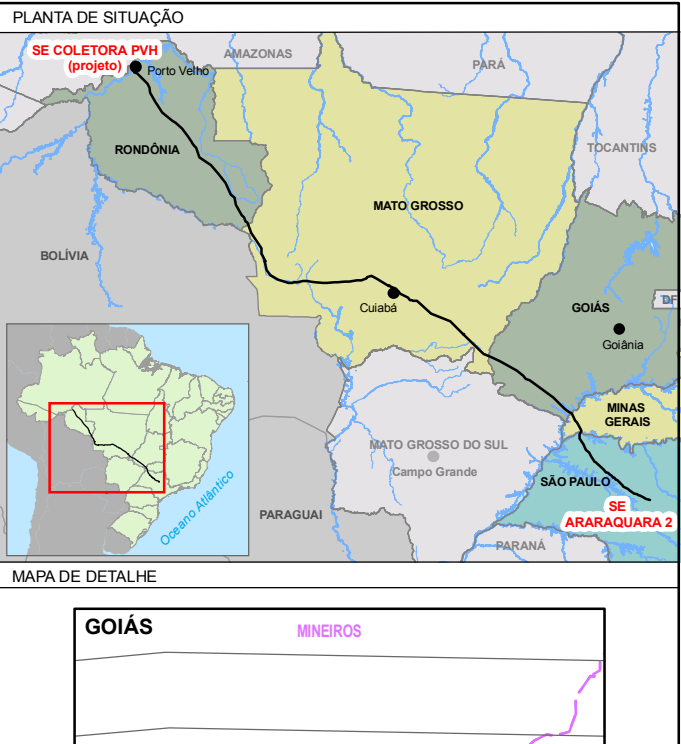 PLANTA DE SITUAÇÃO
SE COLETORA PVH
(projeto)
Porto Velho
AMAZONAS
PARÁ
TOCANTINS
RONDÔNIA
MATO GROSSO
BOLÍVIA
Cuiabá
GOIÁS
DF
Goiânia
MINAS
GERAIS
MATO GROSSO DO SUL
Campo Grande
SÃO PAULO
SE
ARARAQUARA 2
PARAGUAI
PARANÁ
Oceano Atlântico
MAPA DE DETALHE
GOIÁS
MINEIROS